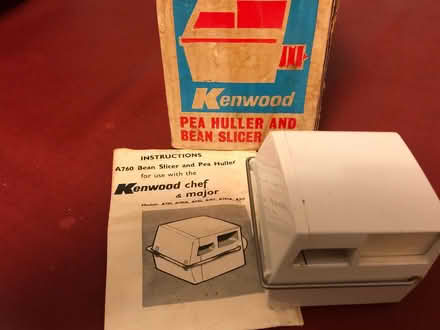 Kenwood
PEA HULLER AND
BEAN SLICER
INSTRUCTIONS
A760 Bean Slicer and Pea Huller
for use with the
Kenwood chef
& major